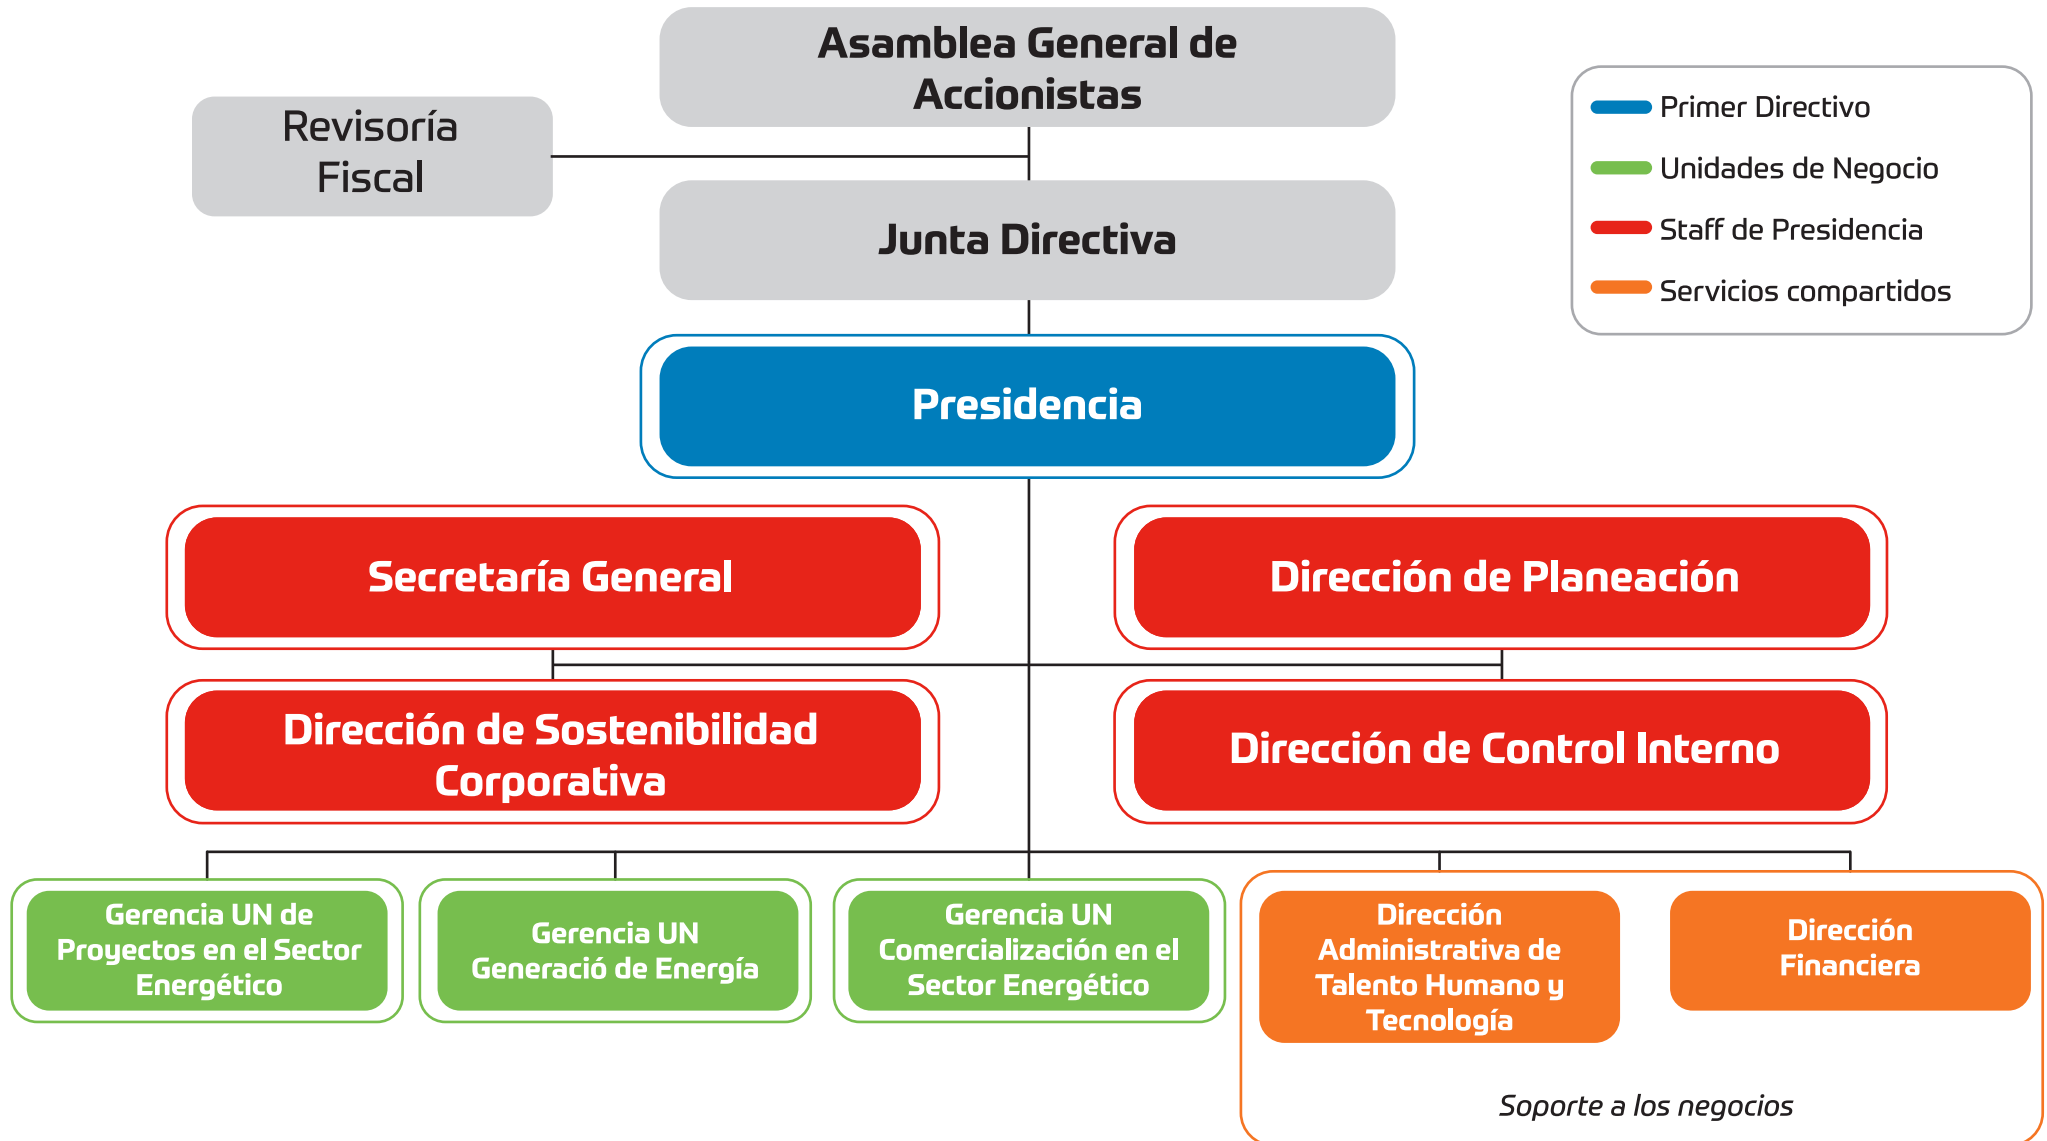 Asamblea General de
Accionistas
Revisoría
Fiscal
Junta Directiva
Primer Directivo
Unidades de Negocio
Staff de Presidencia
Servicios compartidos
Presidencia
Secretaría General
Dirección de Planeación
Dirección de Sostenibilidad
Corporativa
Dirección de Control Interno
Gerencia UN de
Proyectos en el Sector
Energético
Gerencia UN
Generació de Energía
Gerencia UN
Comercialización en el
Sector Energético
Dirección
Administrativa de
Talento Humano y
Tecnología
Dirección
Financiera
Soporte a los negocios